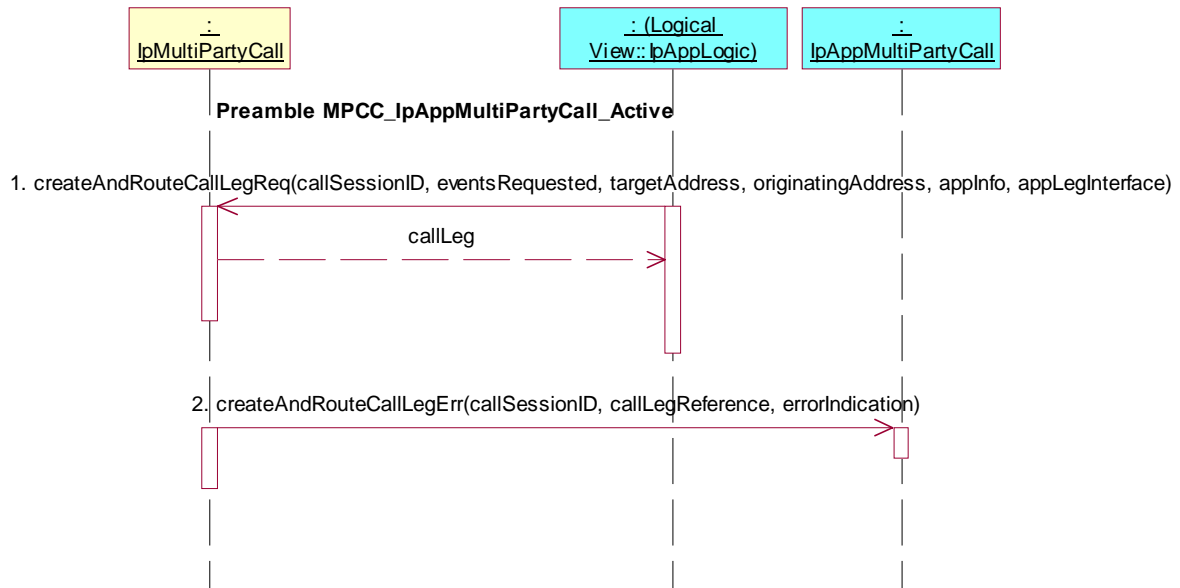 :
IpMultiPartyCall
: (Logical
View::IpAppLogic)
:
IpAppMultiPartyCall
Preamble MPCC_IpAppMultiPartyCall_Active
1. createAndRouteCallLegReq(callSessionID, eventsRequested, targetAddress, originatingAddress, appInfo, appLegInterface)
callLeg
2. createAndRouteCallLegErr(callSessionID, callLegReference, errorIndication)